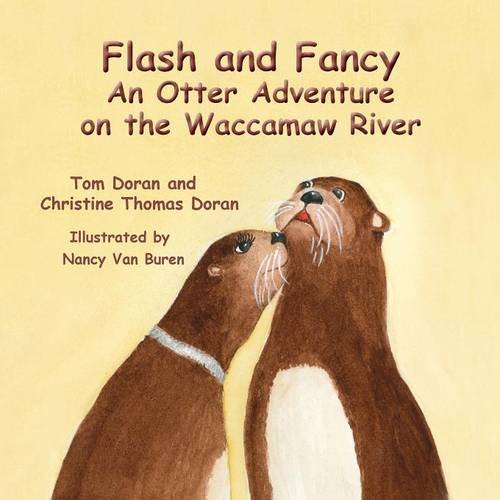 Flash and Fancy
An Otter Adventure
on the Waccamaw River
Tom Doran and
Christine Thomas Doran
Illustrated by
Nancy Van Buren